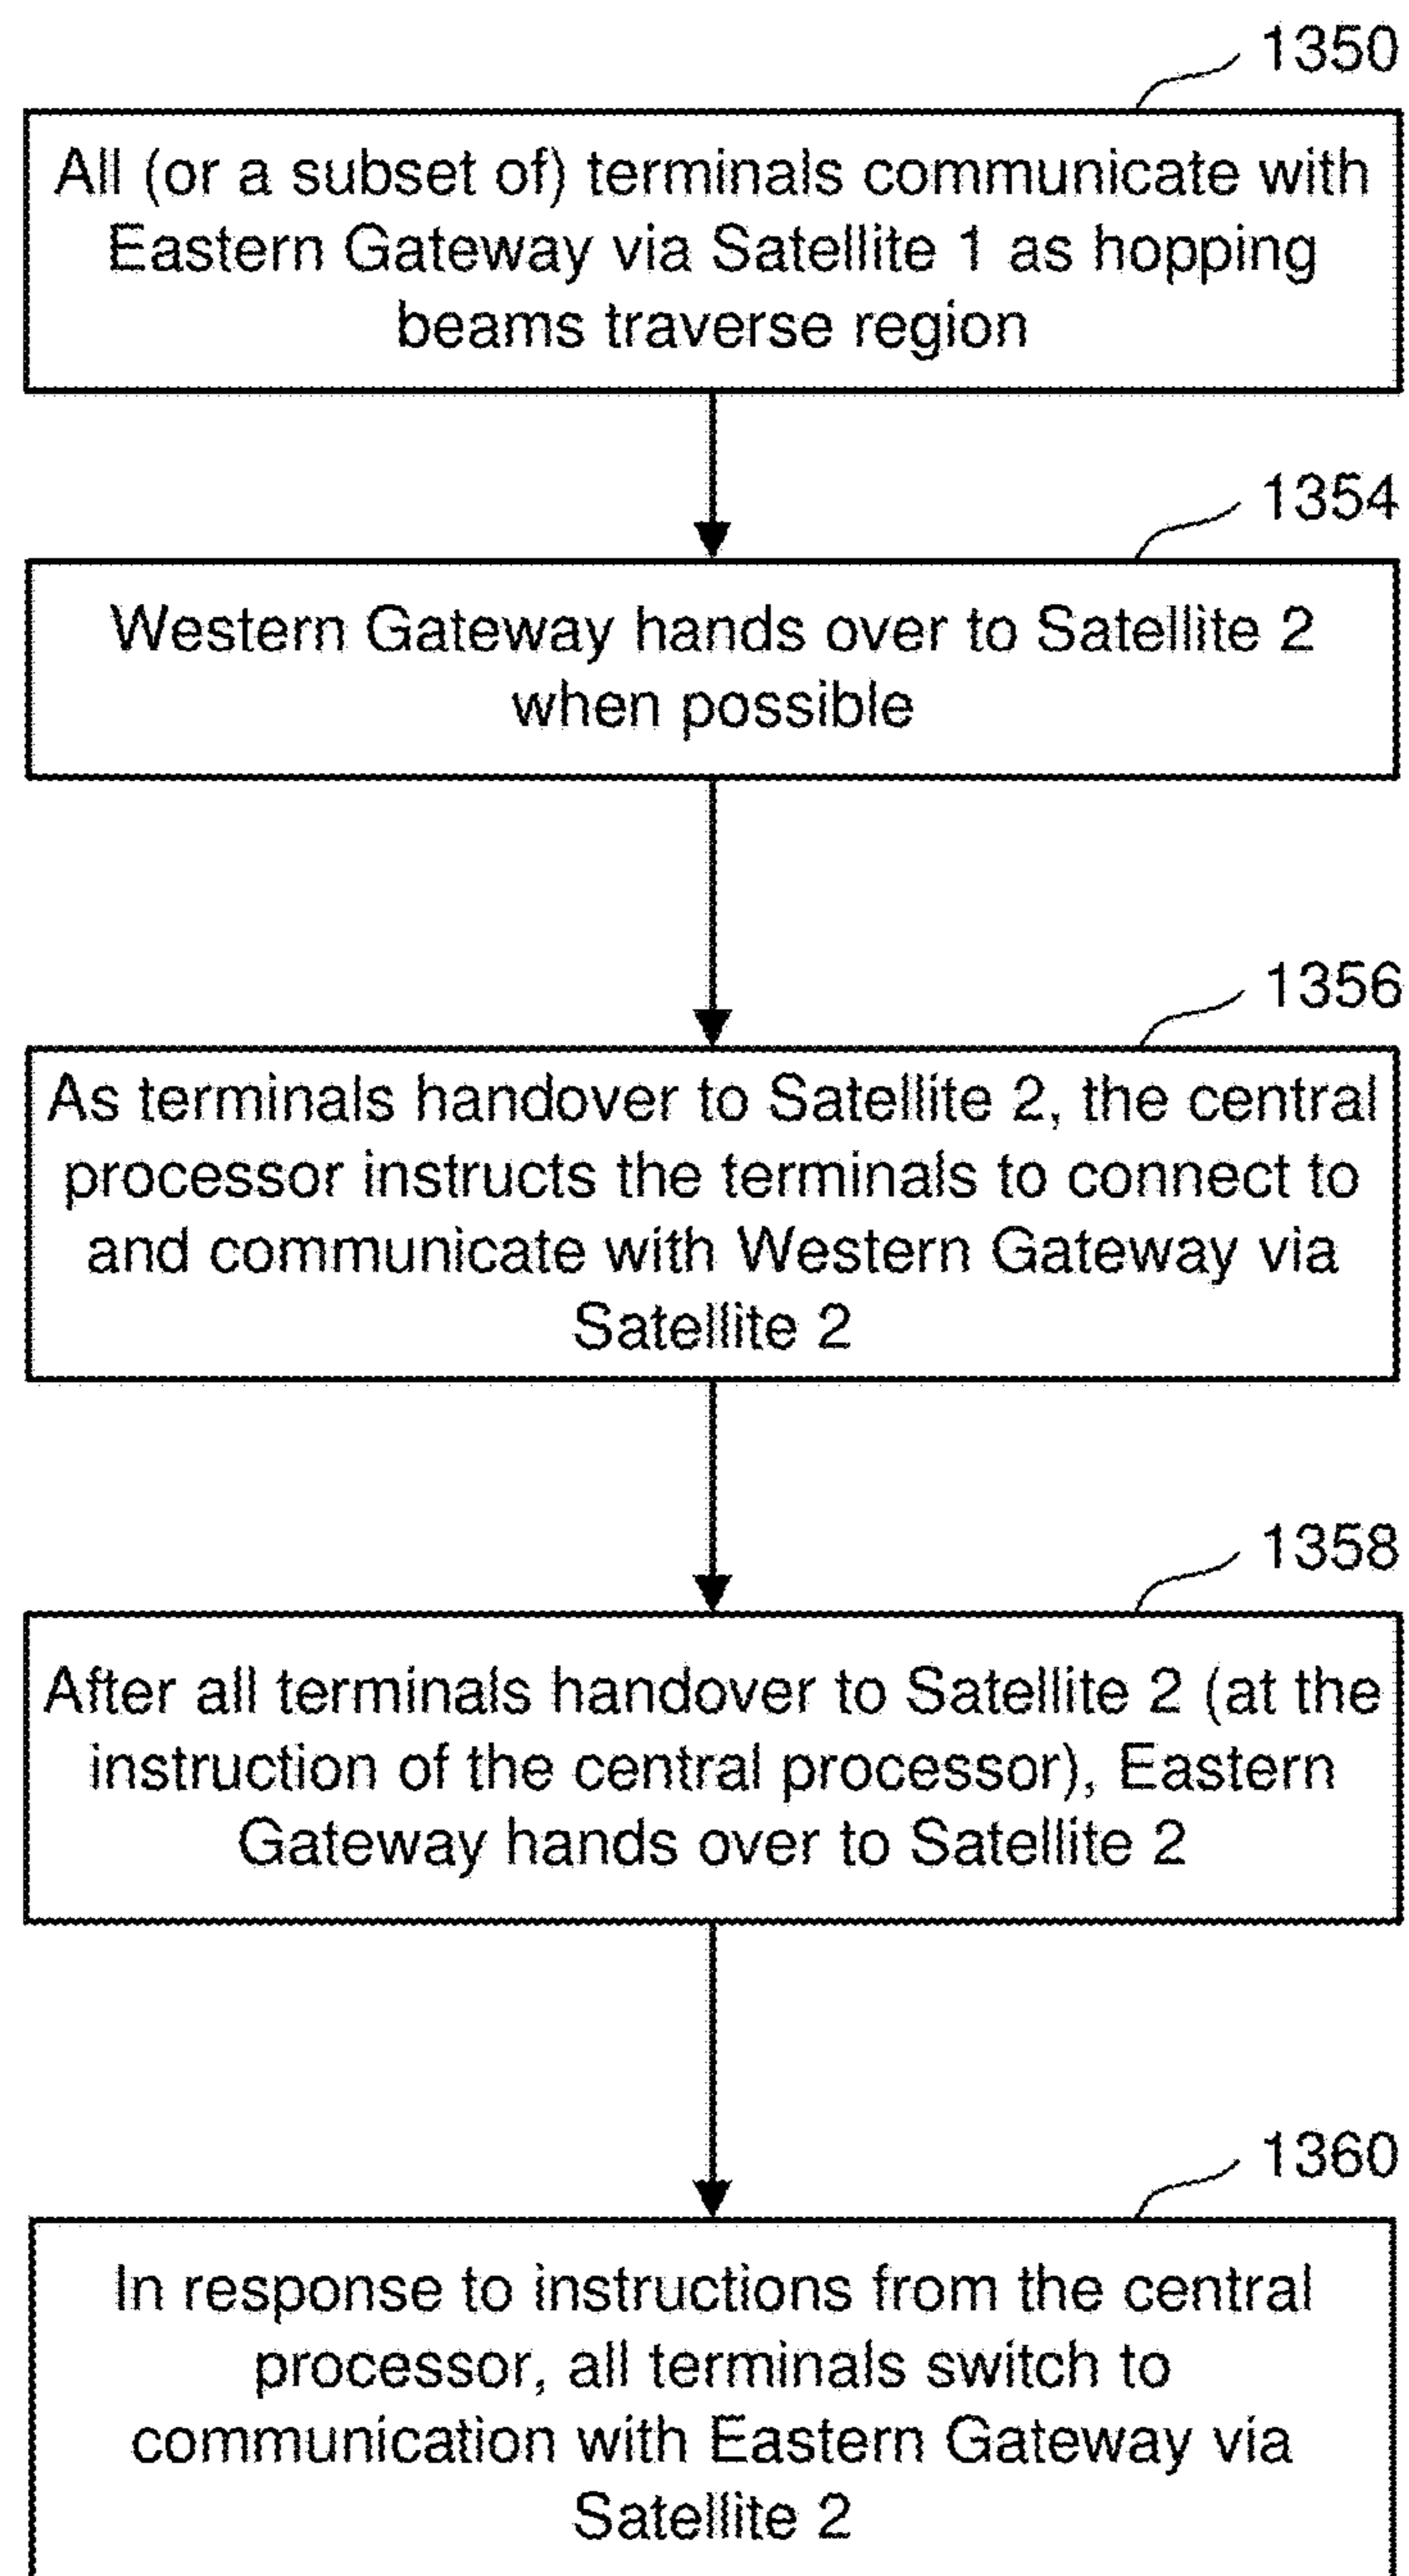 1350
All (or a subset of) terminals communicate with
Eastern Gateway via Satellite 1 as hopping
beams traverse region
1354
Western Gateway hands over to Satellite 2
when possible
1356
As terminals handover to Satellite 2, the central
processor instructs the terminals to connect to
and communicate with Western Gateway via
Satellite 2
1358
After all terminals handover to Satellite 2 (at the
instruction of the central processor), Eastern
Gateway hands over to Satellite 2
1360
In response to instructions from the central
processor, all terminals switch to
communication with Eastern Gateway via
Satellite 2